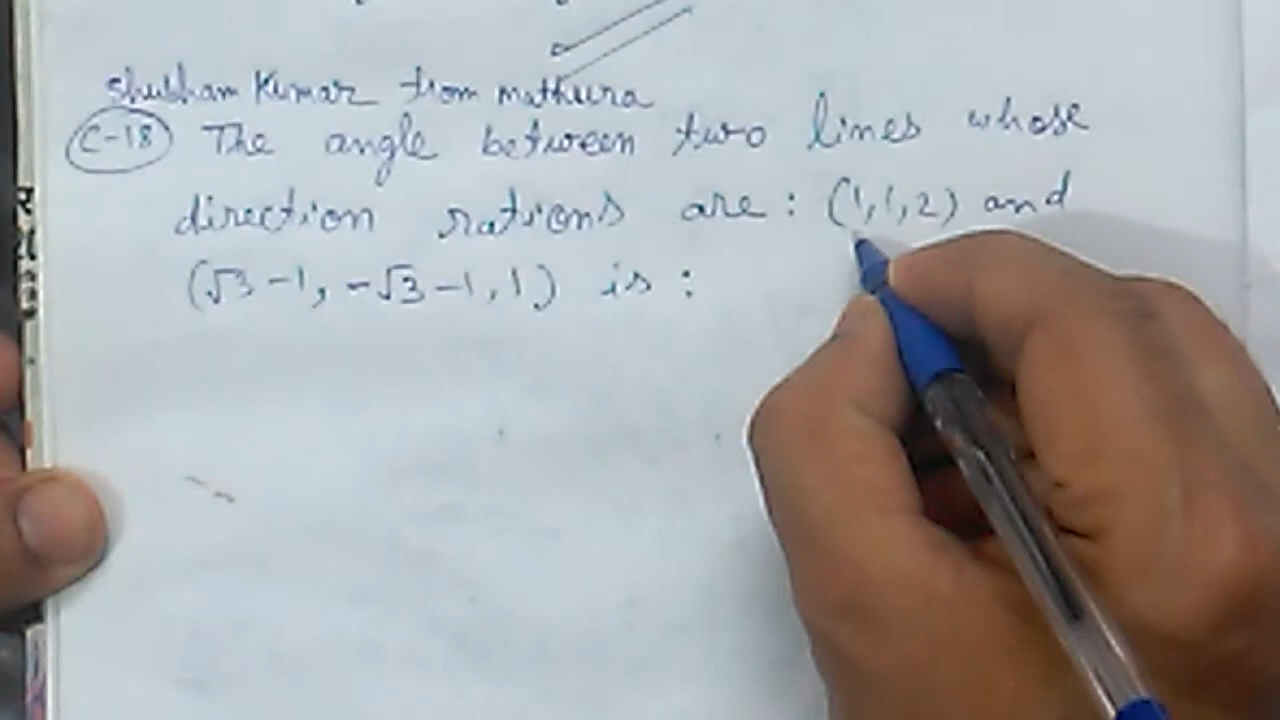 Shubham Kumar from mathura
C-18 The angle between two lines whose
direction rations are : (1, 1, 2) and
(√3-1, -√3-1, 1) is :